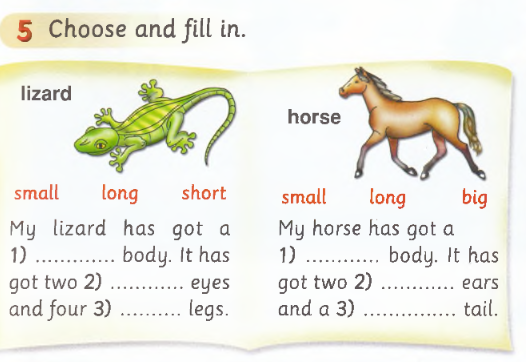 5 Choose and fill in.
lizard
small long short
My lizard has got a
1) ............. body. It has
got two 2) ............ eyes
and four 3) .......... legs.
horse
small long big
My horse has got a
1) ............. body. It has
got two 2) ............ ears
and a 3) ............... tail.